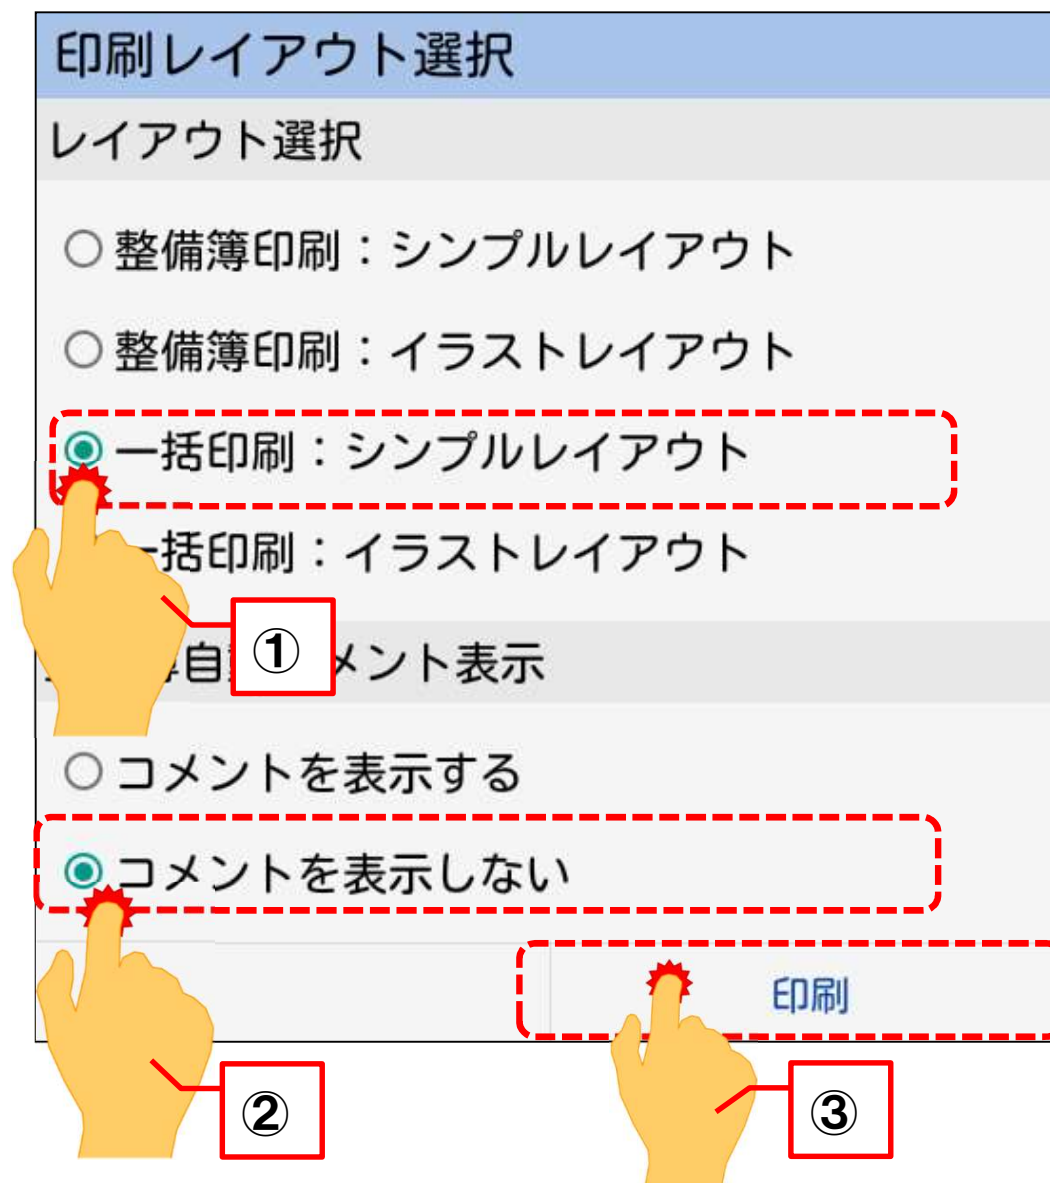 印刷レイアウト選択
レイアウト選択
整備簿印刷：シンプルレイアウト
整備簿印刷：イラストレイアウト
一括印刷：シンプルレイアウト
一括印刷：イラストレイアウト
①
自 メント表示
コメントを表示する
コメントを表示しない
印刷
②
③